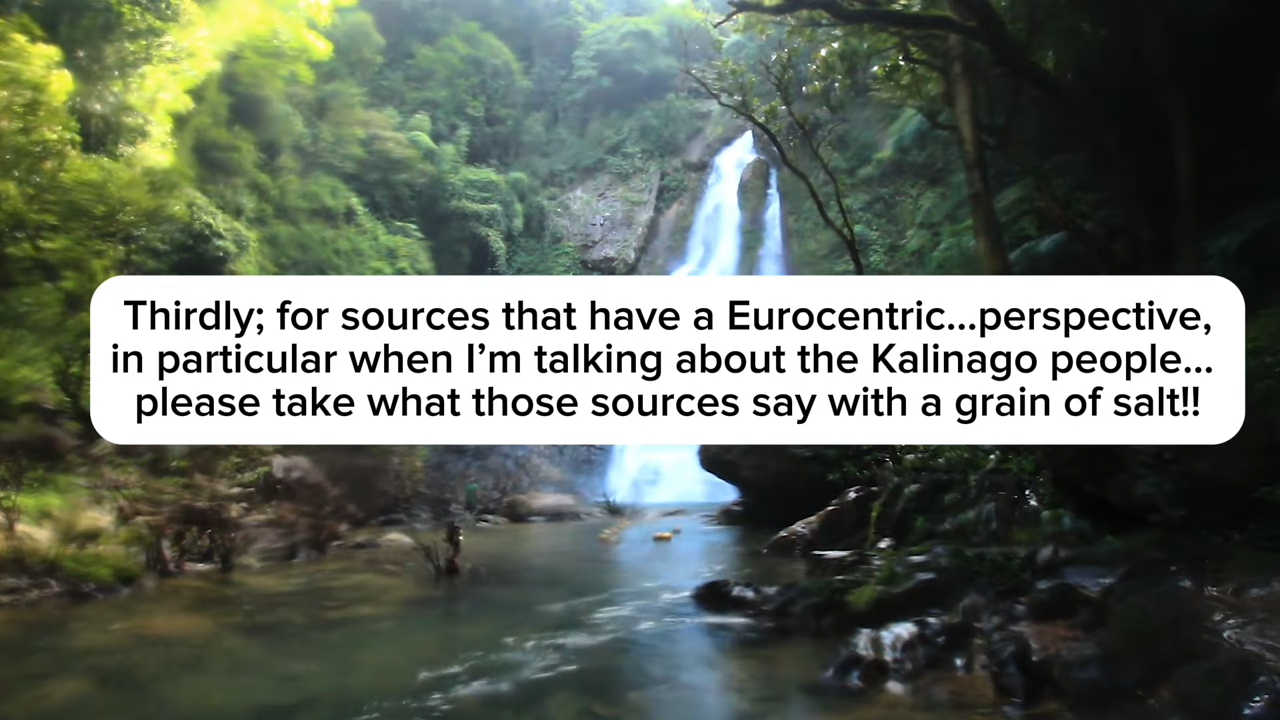 Thirdly; for sources that have a Eurocentric...perspective,
in particular when I’m talking about the Kalinago people...
please take what those sources say with a grain of salt!!